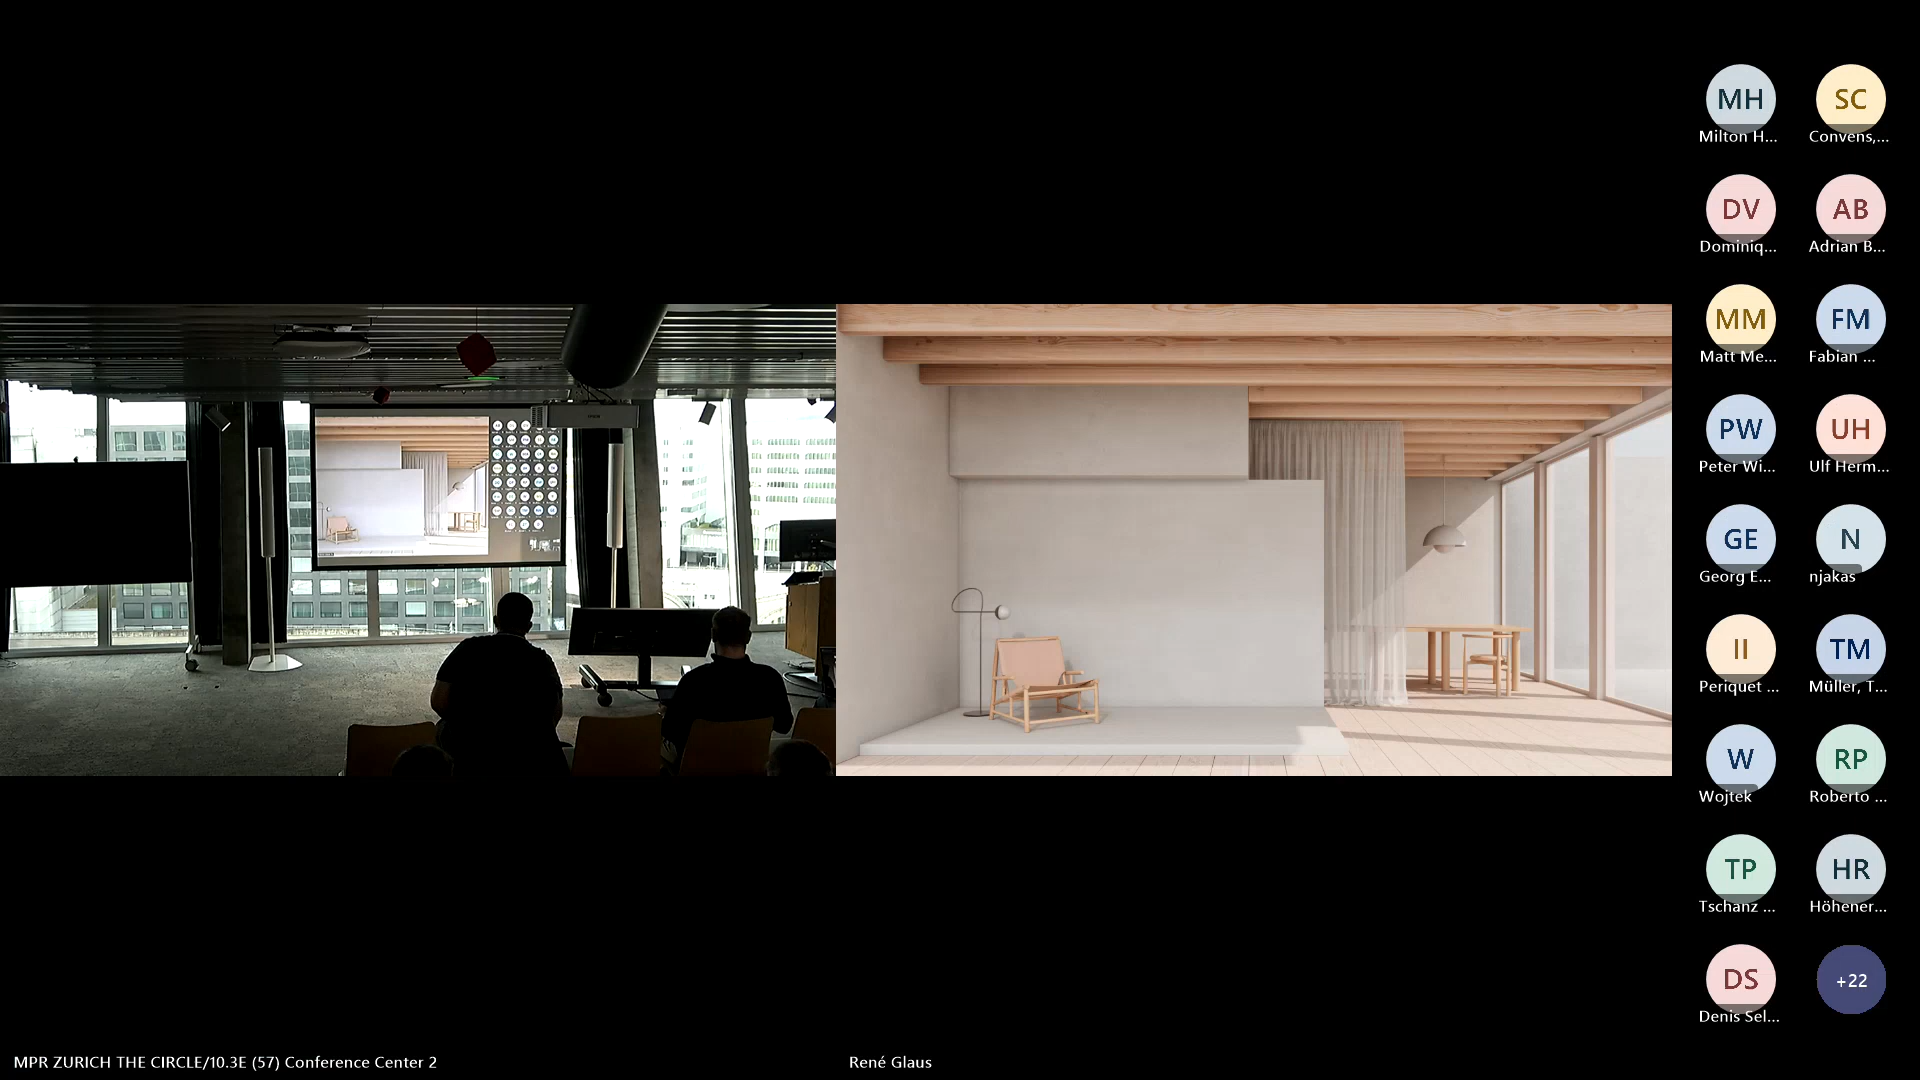 MH
SC
Milton H...
Convens,...
DV
AB
Dominiq...
Adrian B...
MM
FM
Matt Me...
Fabian ...
PW
UH
Peter Wi...
Ulf Herm...
GE
N
Georg E...
njakas
II
TM
Periquet ...
Müller, T...
W
RP
Wojtek
Roberto ...
TP
HR
Tschanz ...
Höhener...
DS
+22
Denis Sel...
MPR ZURICH THE CIRCLE/10.3E (57) Conference Center 2
René Glaus